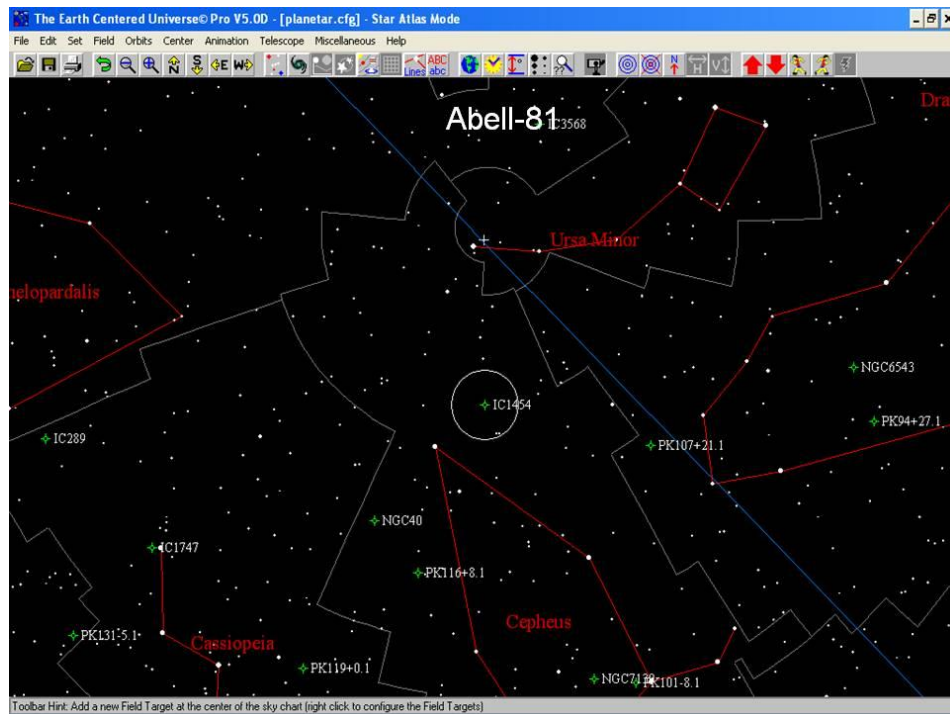 The Earth Centered Universe© Pro V5.0D - [planetar.cfg] - Star Atlas Mode
File Edit Set Field Orbits Center Animation Telescope Miscellaneous Help
N S E W Lines ABC abc N H V
Abell-81
IC3568
Dra
Ursa Minor
nelopardalis
NGC6543
IC1454
PK94+27.1
IC289
PK107+21.1
NGC40
IC1747
PK116+8.1
Cepheus
PK131-5.1
Cassiopeia
PK119+0.1
NGC7139
PK101-8.1
Toolbar Hint: Add a new Field Target at the center of the sky chart (right click to configure the Field Targets)